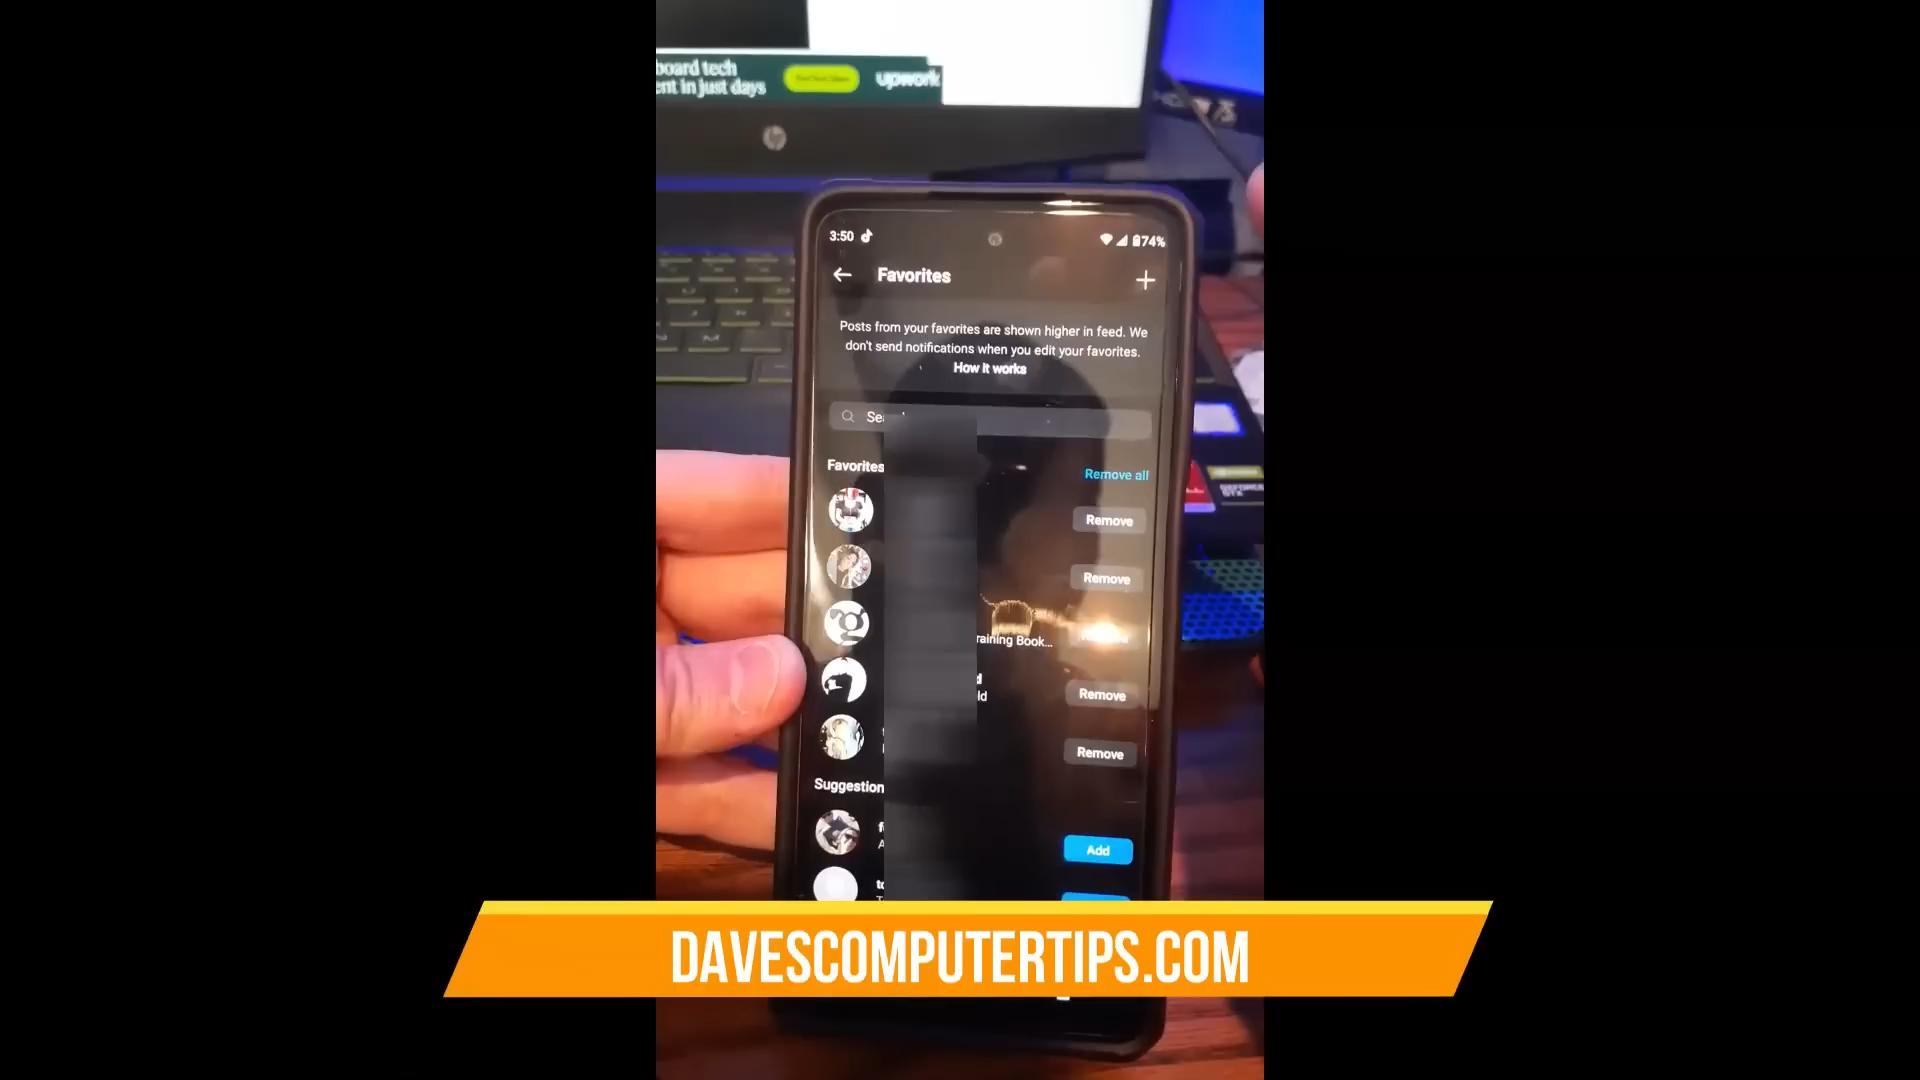 board tech
ent in just days
upwork
hp
3:50
74%
Favorites
Posts from your favorites are shown higher in feed. We
don't send notifications when you edit your favorites.
How it works
Favorites
Remove all
Remove
Remove
raining Book...
ld
Remove
Remove
Suggestion
Add
DAVESCOMPUTERTIPS.COM